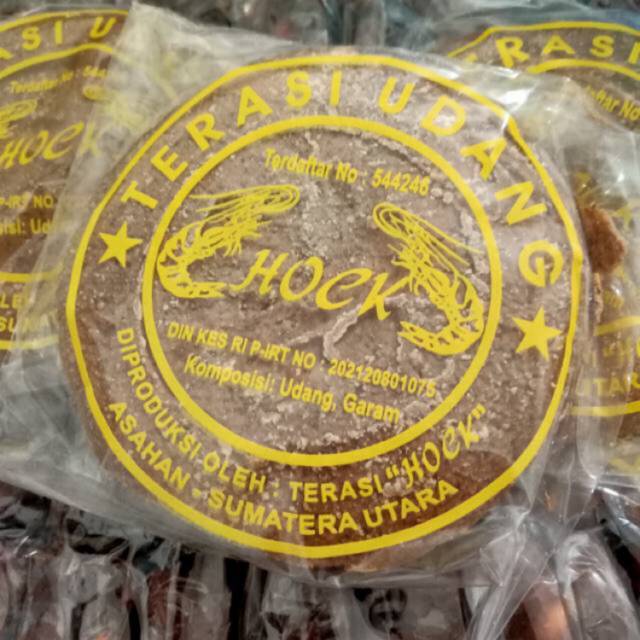 TERASI UDANG
Terdaftar No : 544246
HOCK
DIN KES RI P-IRT NO : 202120801075
Komposisi: Udang, Garam
DIPRODUKSI OLEH : TERASI "HOCK"
ASAHAN - SUMATERA UTARA